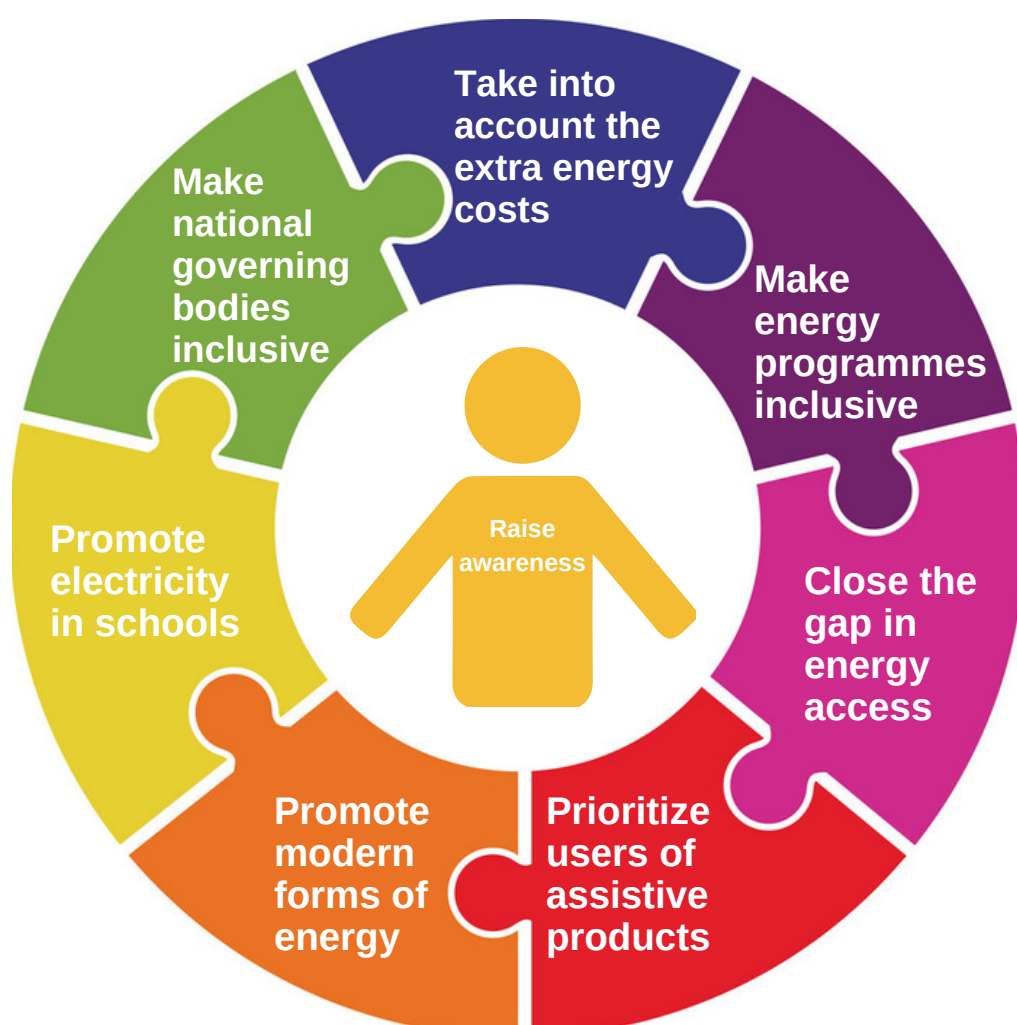 Take into
account the
extra energy
costs
Make
energy
programmes
inclusive
Close the
gap in
energy
access
Prioritize
users of
assistive
products
Promote
modern
forms of
energy
Promote
electricity
in schools
Make
national
governing
bodies
inclusive
Raise
awareness